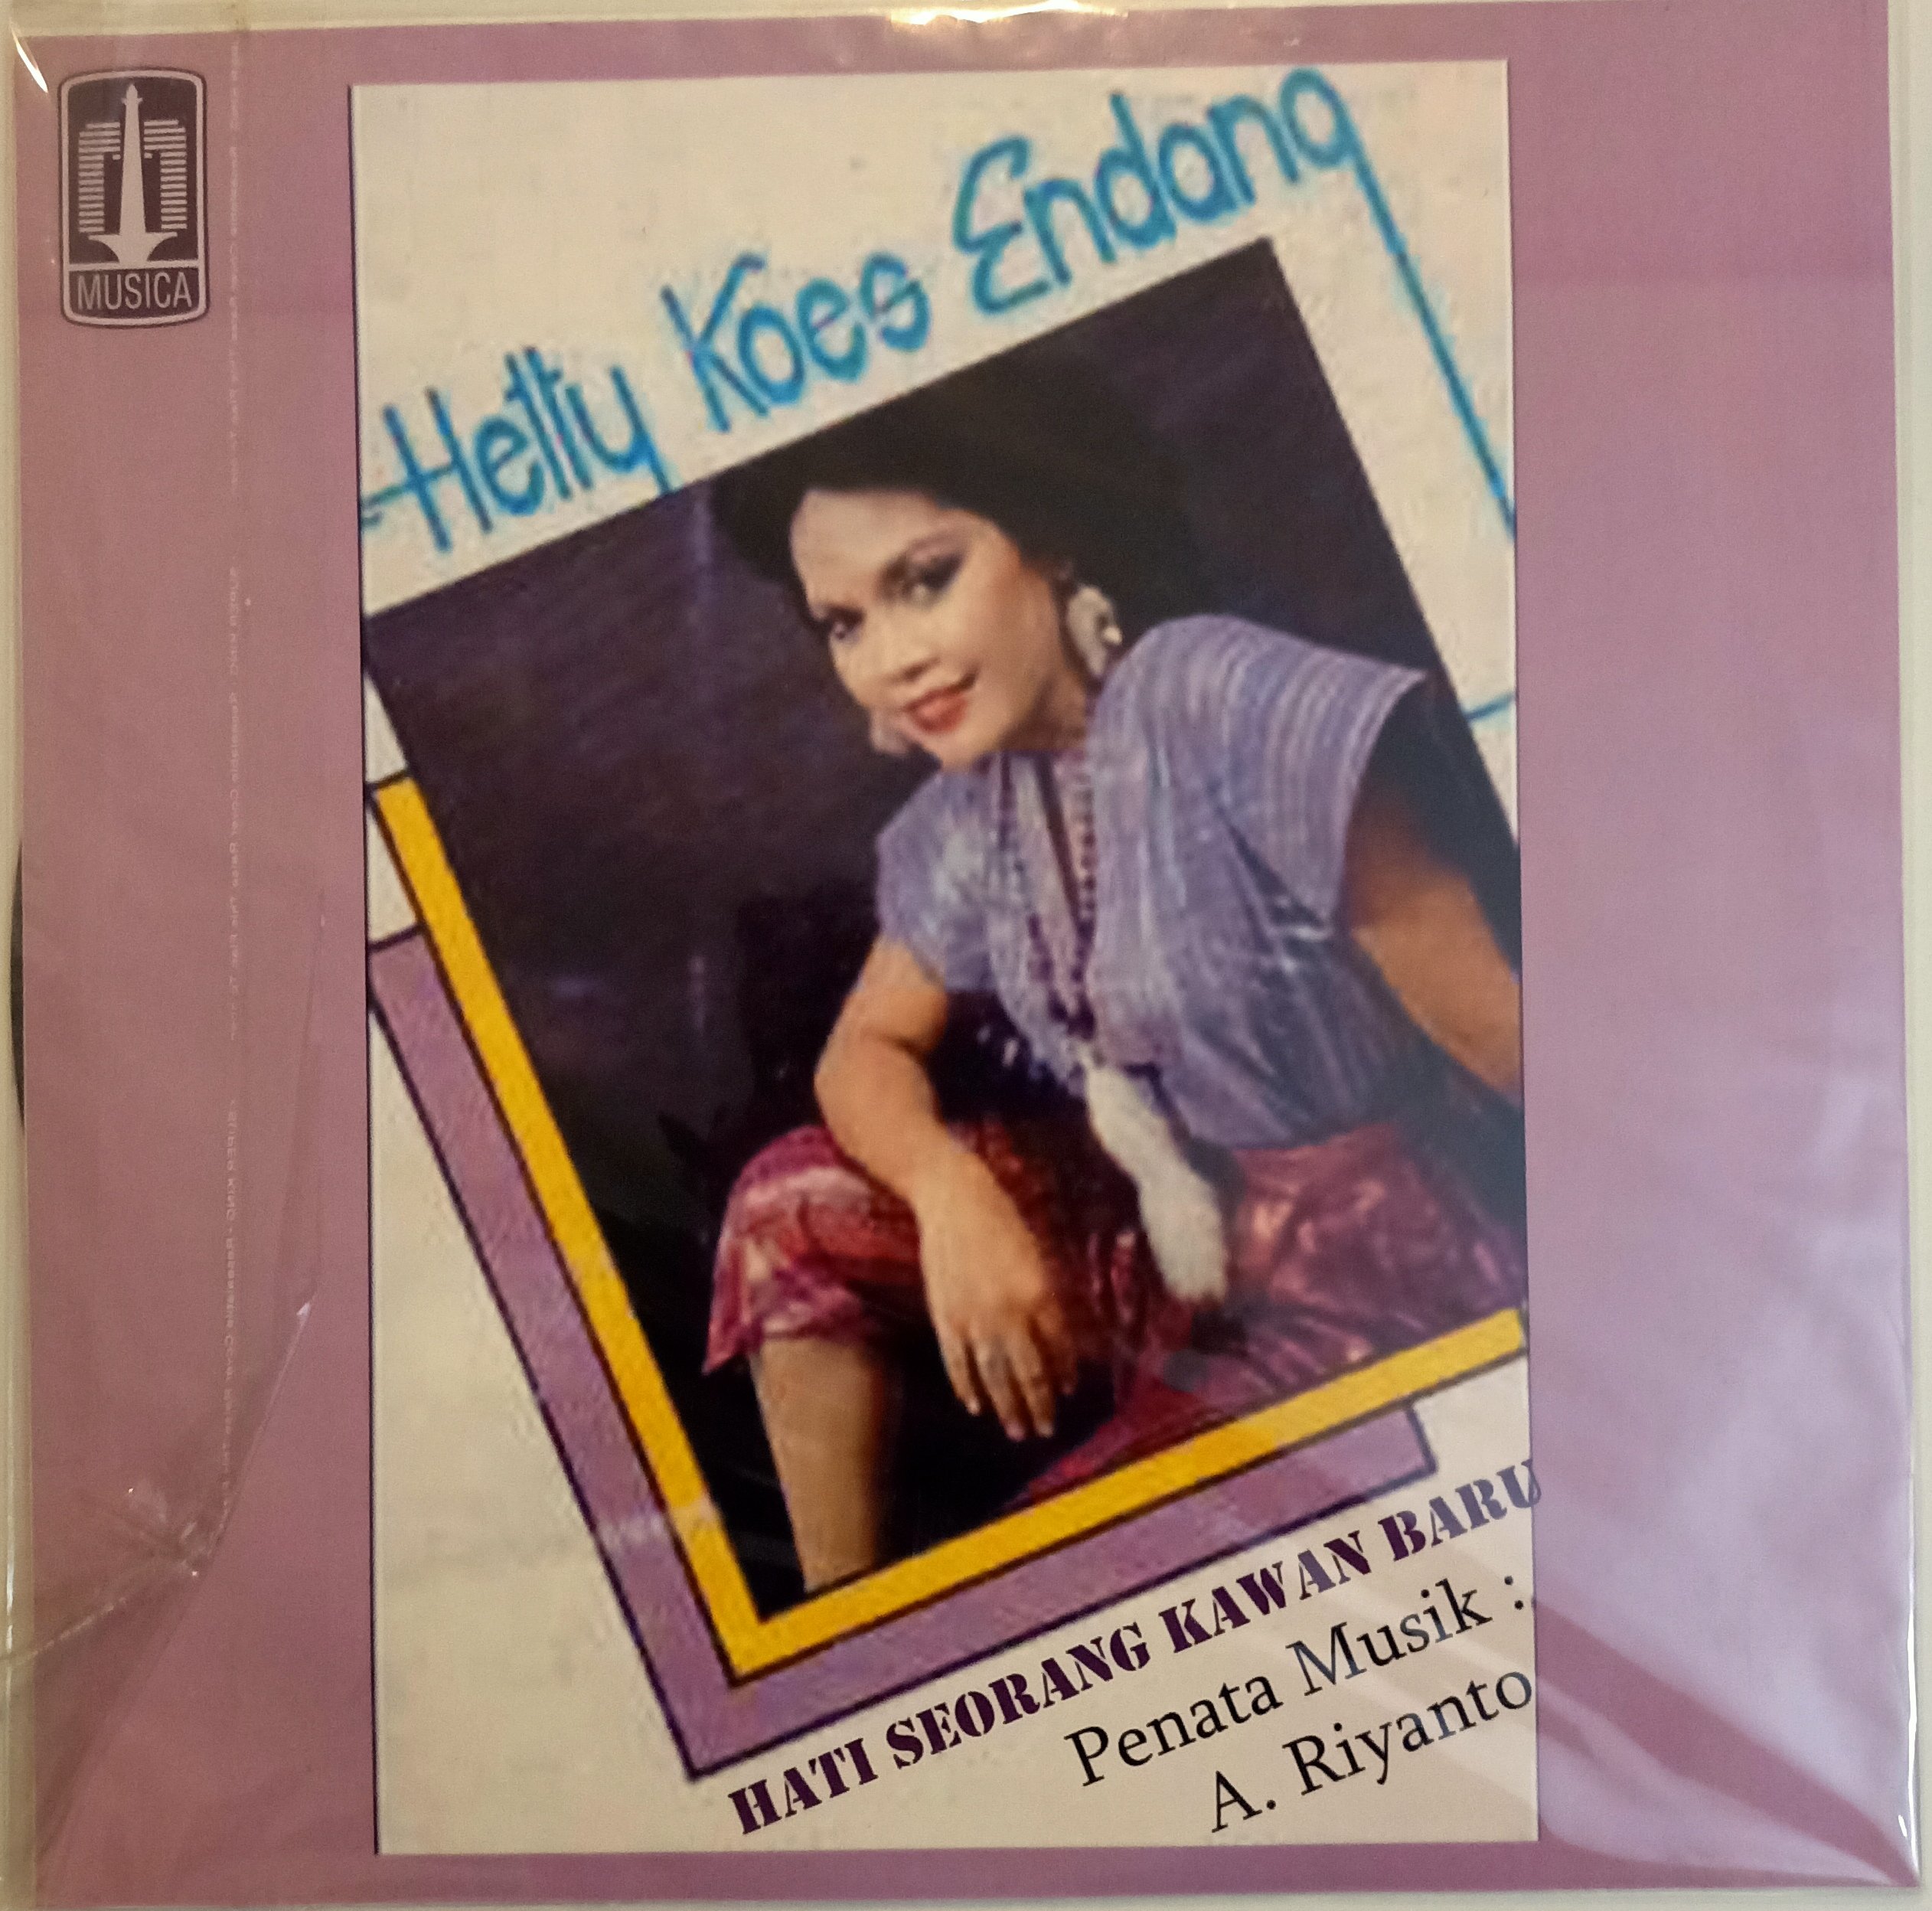 MUSICA
Hetty Koes Endang
HATI SEORANG KAWAN BARU
Penata Musik :
A. Riyanto